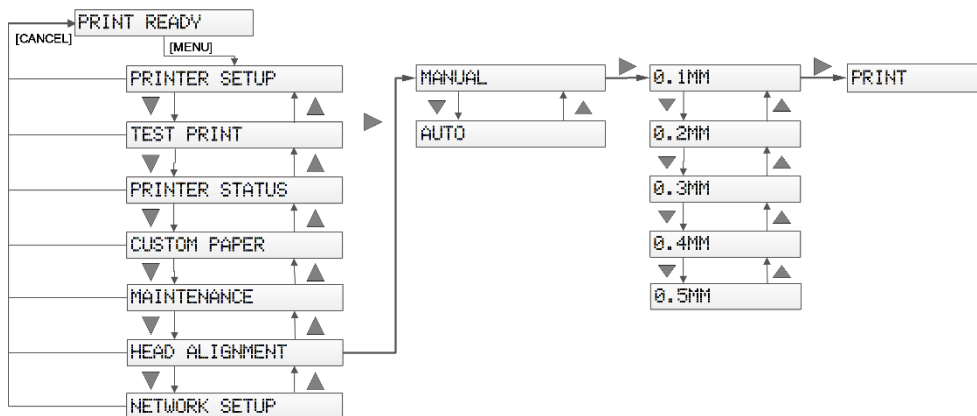 PRINT READY
[CANCEL]
[MENU]
PRINTER SETUP
TEST PRINT
PRINTER STATUS
CUSTOM PAPER
MAINTENANCE
HEAD ALIGNMENT
NETWORK SETUP
MANUAL
AUTO
0.1MM
0.2MM
0.3MM
0.4MM
0.5MM
PRINT